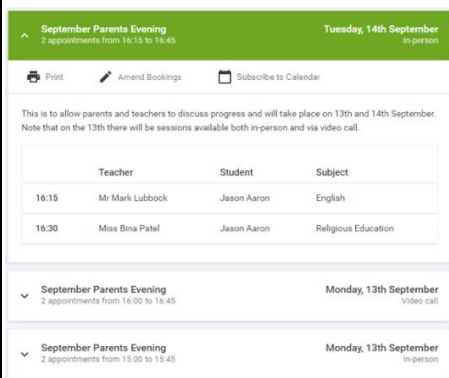 September Parents Evening Tuesday, 14th September
2 appointments from 16:15 to 16:45 In-person
Print Amend Bookings Subscribe to Calendar
This is to allow parents and teachers to discuss progress and will take place on 13th and 14th September.
Note that on the 13th there will be sessions available both in-person and via video call.
Teacher Student Subject
16:15 Mr Mark Lubbock Jason Aaron English
16:30 Miss Bina Patel Jason Aaron Religious Education
September Parents Evening Monday, 13th September
2 appointments from 16:00 to 16:45 Video call
September Parents Evening Monday, 13th September
2 appointments from 15:00 to 15:45 In-person